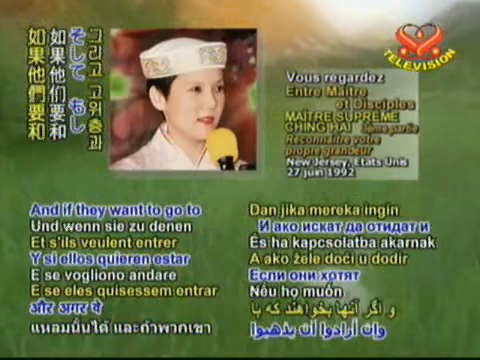 그리고 고위층과
そして もし
如果他们要和
如果他們要和
TELEVISION
Vous regardez
Entre Maître
et Disciples
MAÎTRE SUPREME
CHING HAI 3ème partie
Réconnaître votre
propre grandeur
New Jersey, Etats Unis
27 juin 1992
And if they want to go to
Und wenn sie zu denen
Et s'ils veulent entrer
Y si ellos quieren estar
E se vogliono andare
E se eles quisessem entrar
और अगर वे
แหลมนั้นได้ และถ้าพวกเขา
Dan jika mereka ingin
И ако искат да отидат и
És ha kapcsolatba akarnak
A ako žele doći u dodir
Если они хотят
Nếu họ muốn
و اگر آنها بخواهند که با
وإن أرادوا أن يذهبوا